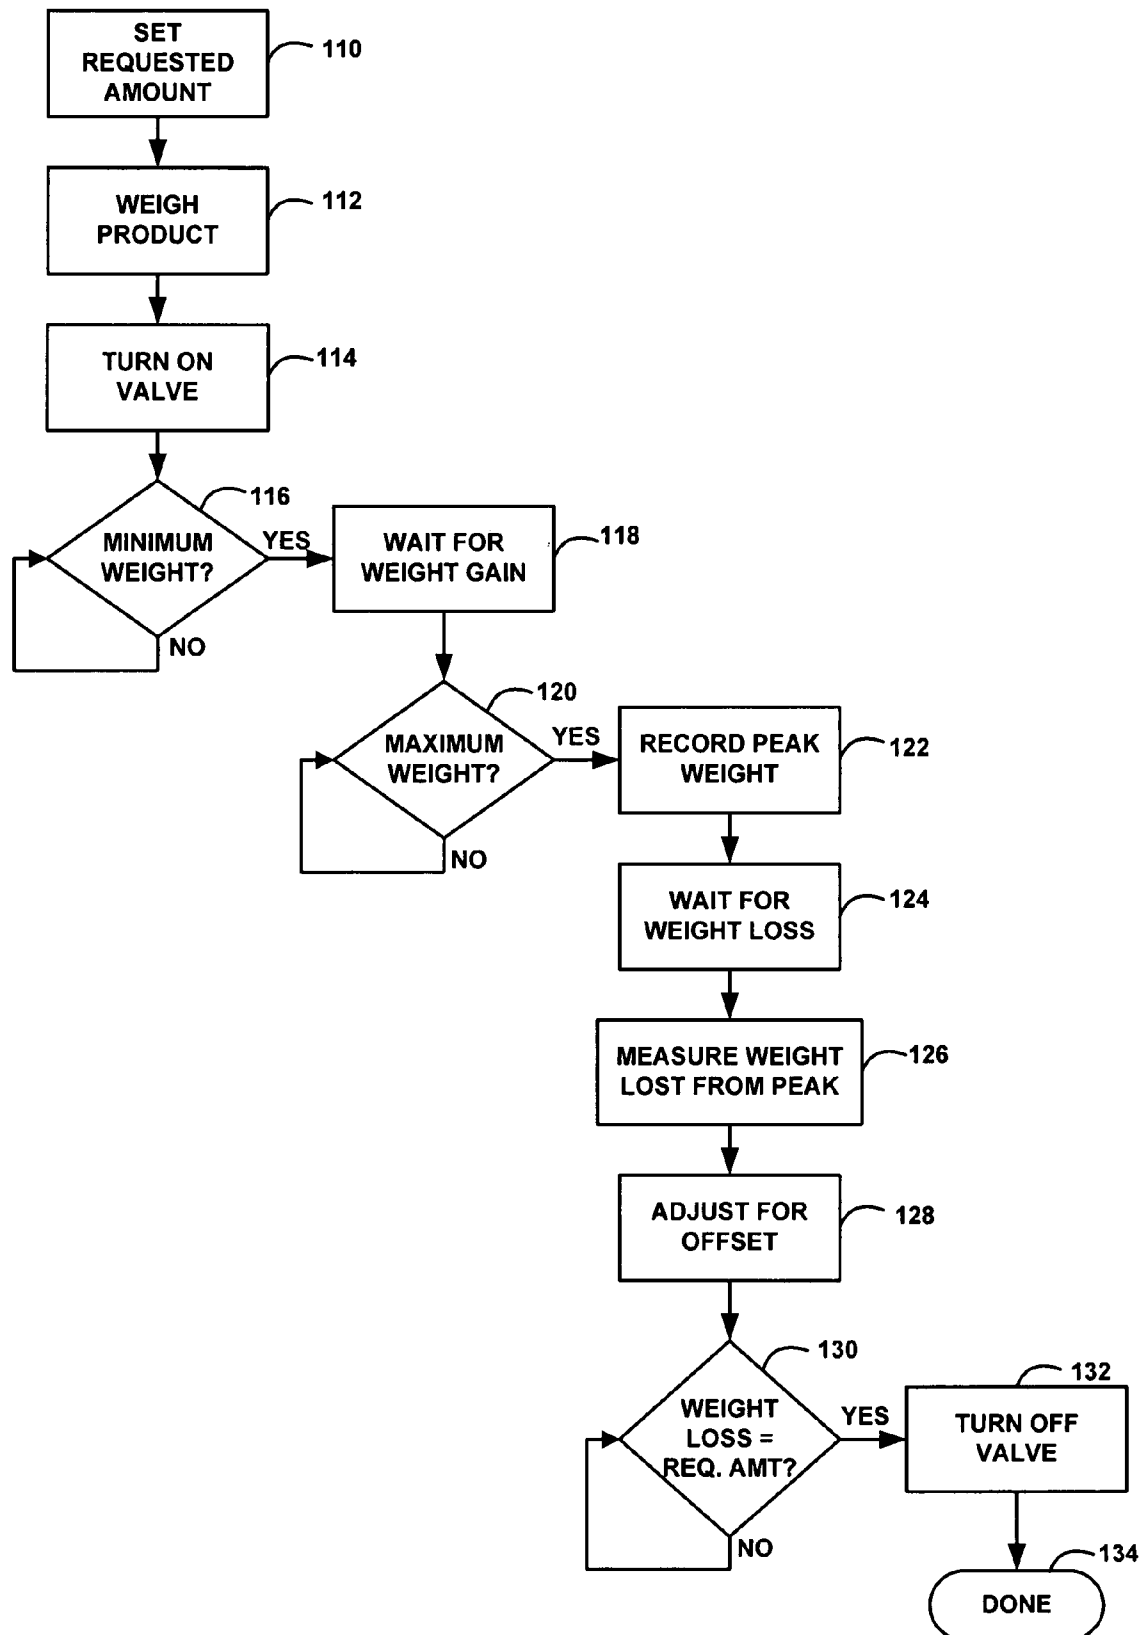 SET
REQUESTED
AMOUNT
110
WEIGH
PRODUCT
112
TURN ON
VALVE
114
116
MINIMUM
WEIGHT?
YES
NO
WAIT FOR
WEIGHT GAIN
118
120
MAXIMUM
WEIGHT?
YES
NO
RECORD PEAK
WEIGHT
122
WAIT FOR
WEIGHT LOSS
124
MEASURE WEIGHT
LOST FROM PEAK
126
ADJUST FOR
OFFSET
128
130
WEIGHT
LOSS =
REQ. AMT?
YES
NO
132
TURN OFF
VALVE
134
DONE